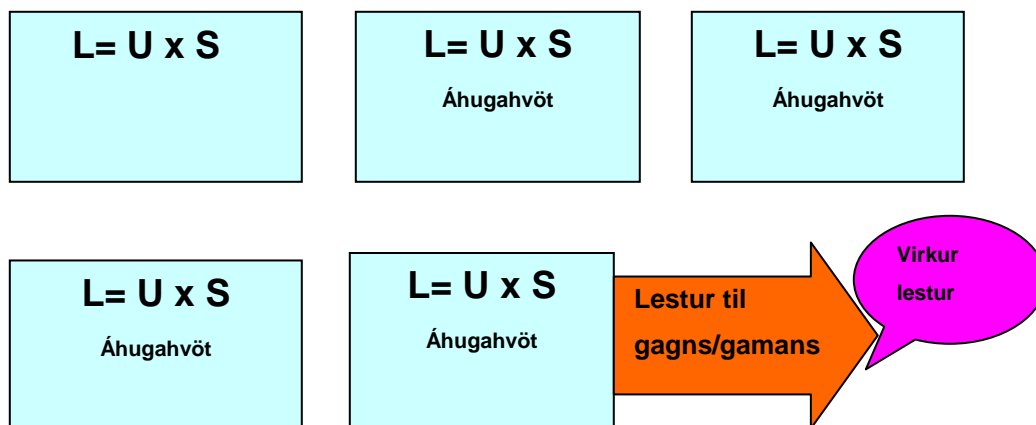 L= U x S
L= U x S
Áhugahvöt
L= U x S
Áhugahvöt
L= U x S
Áhugahvöt
L= U x S
Áhugahvöt
Lestur til
gagns/gamans
Virkur
lestur